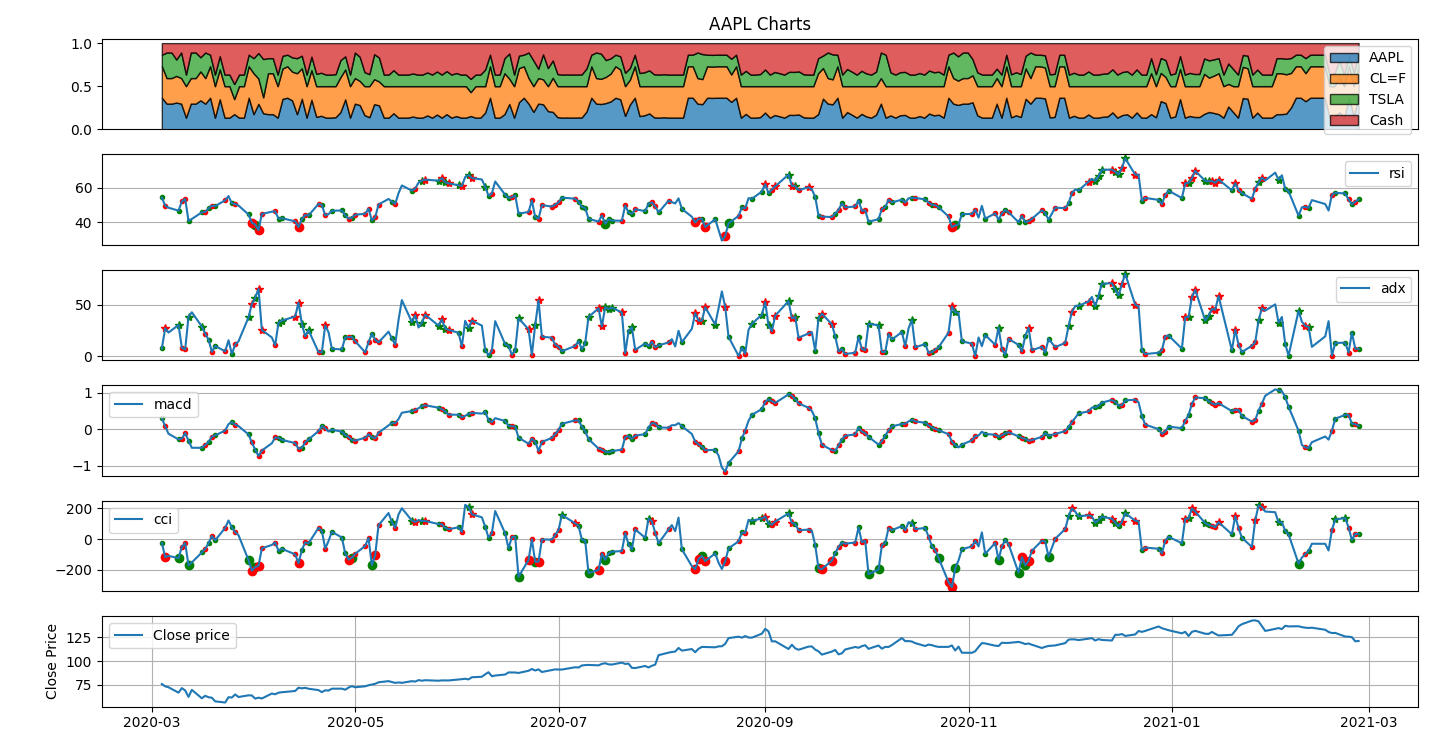 AAPL Charts
1.0
0.5
0.0
AAPL
CL=F
TSLA
Cash
60
40
rsi
50
0
adx
1
0
−1
macd
200
0
−200
cci
125
100
75
Close Price
Close price
2020-03 2020-05 2020-07 2020-09 2020-11 2021-01 2021-03